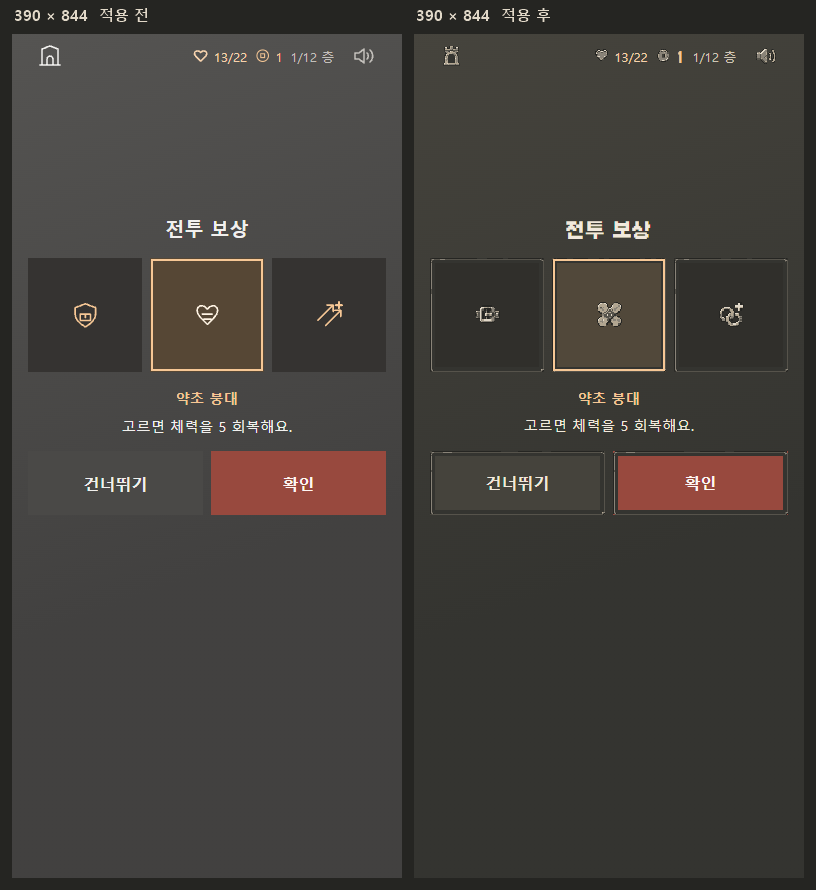 390 × 844 적용 전
13/22 1 1/12 층
전투 보상
약초 붕대
고르면 체력을 5 회복해요.
건너뛰기 확인
390 × 844 적용 후
13/22 1 1/12 층
전투 보상
약초 붕대
고르면 체력을 5 회복해요.
건너뛰기 확인